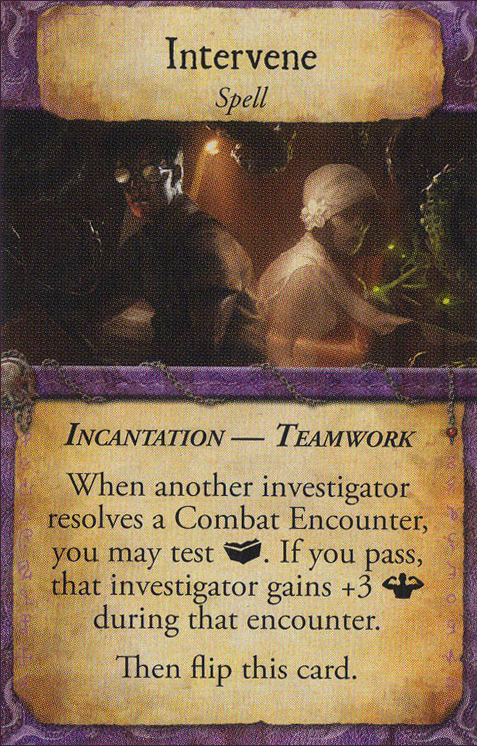 Intervene
Spell
INCANTATION — TEAMWORK
When another investigator
resolves a Combat Encounter,
you may test . If you pass,
that investigator gains +3
during that encounter.
Then flip this card.